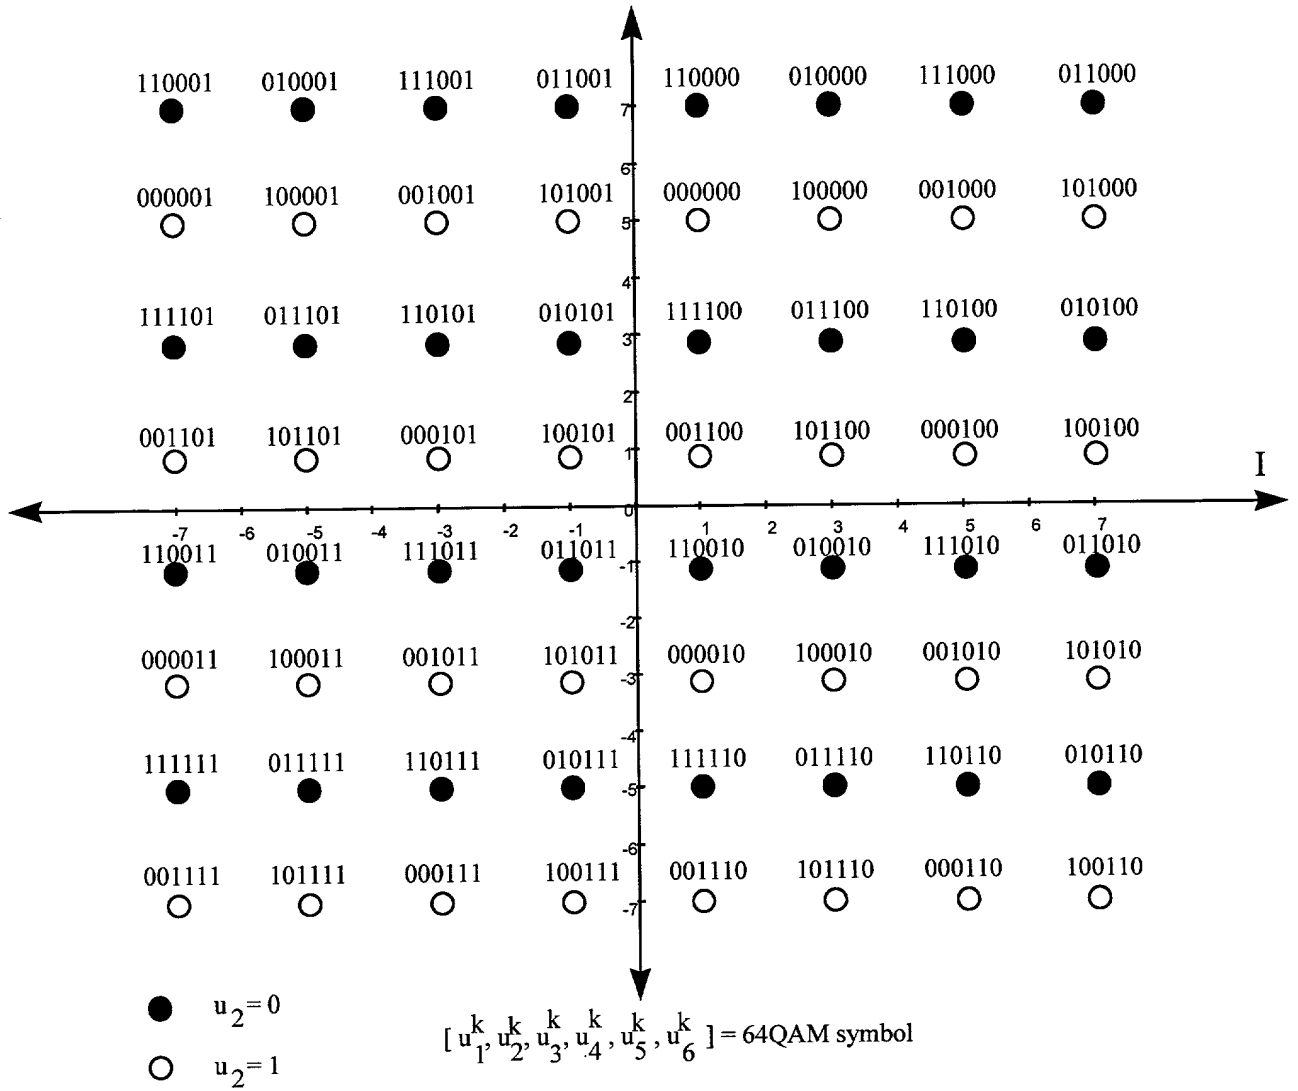 110001 010001 111001 011001 110000 010000 111000 011000
7
6
000001 100001 001001 101001 000000 100000 001000 101000
5
4
111101 011101 110101 010101 111100 011100 110100 010100
3
2
001101 101101 000101 100101 001100 101100 000100 100100
1
I
0
-7 -6 -5 -4 -3 -2 -1 1 2 3 4 5 6 7
110011 010011 111011 011011 110010 010010 111010 011010
-1
-2
000011 100011 001011 101011 000010 100010 001010 101010
-3
-4
111111 011111 110111 010111 111110 011110 110110 010110
-5
-6
001111 101111 000111 100111 001110 101110 000110 100110
-7
u2=0
[ u1k, u2k, u3k, u.4k, u5k, u6k ] = 64QAM symbol
u2=1